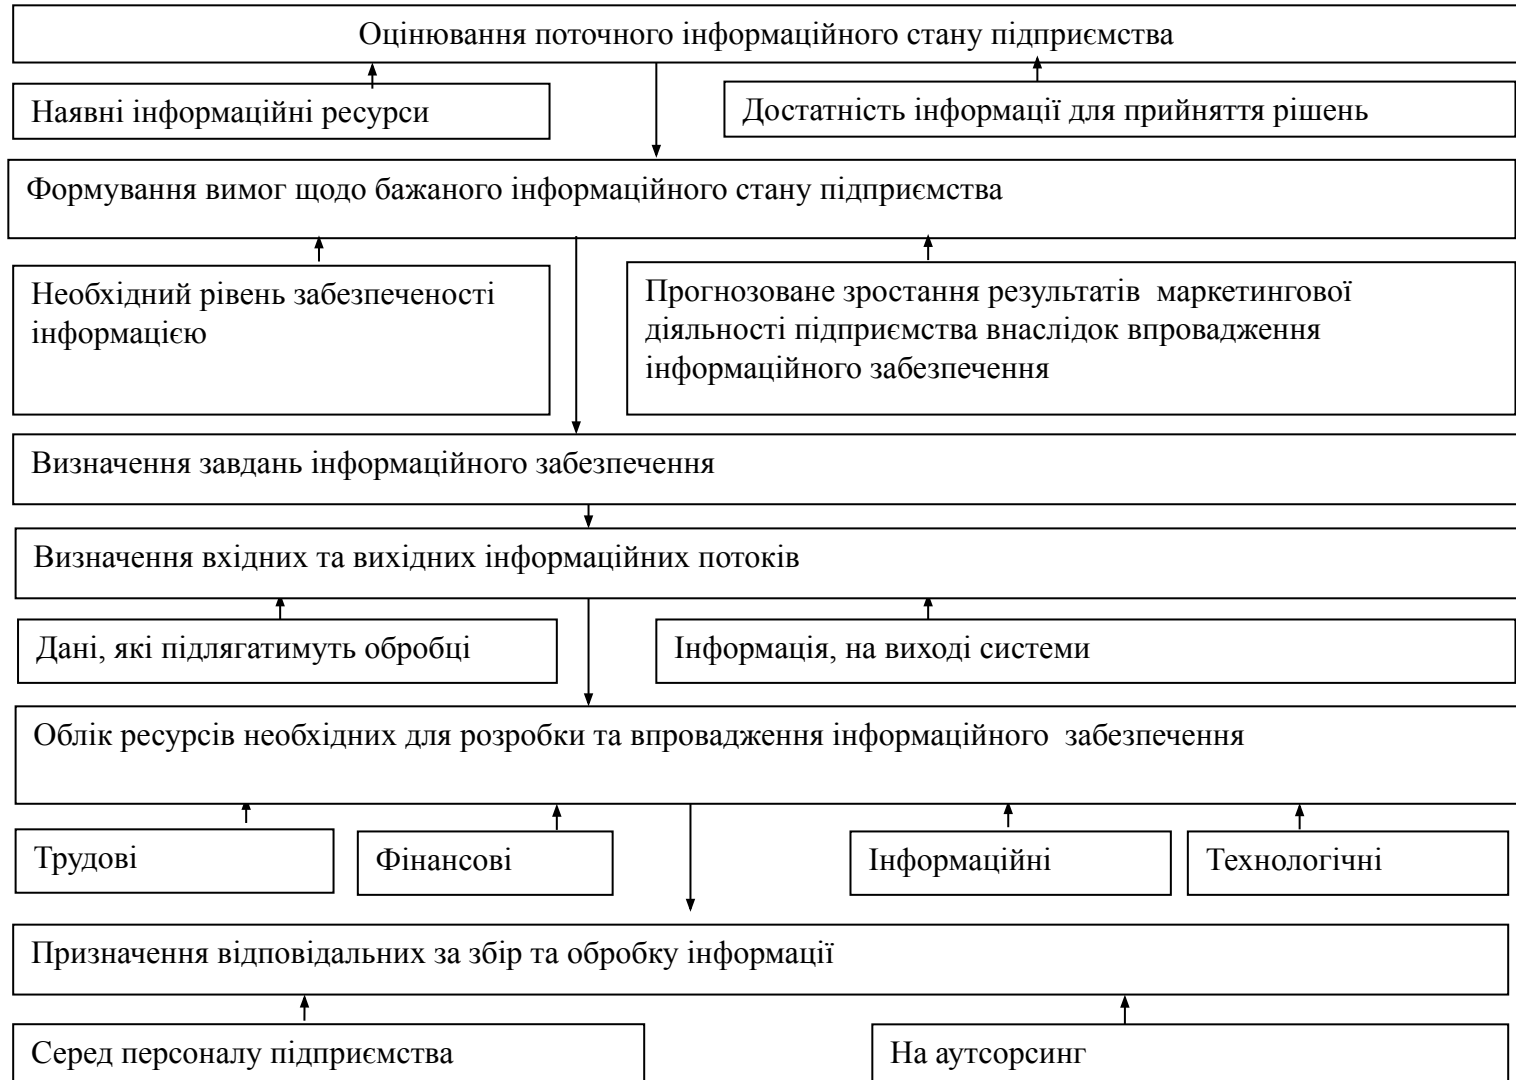 Оцінювання поточного інформаційного стану підприємства
Наявні інформаційні ресурси
Достатність інформації для прийняття рішень
Формування вимог щодо бажаного інформаційного стану підприємства
Необхідний рівень забезпеченості
інформацією
Прогнозоване зростання результатів  маркетингової
діяльності підприємства внаслідок впровадження
інформаційного забезпечення
Визначення завдань інформаційного забезпечення
Визначення вхідних та вихідних інформаційних потоків
Дані, які підлягатимуть обробці
Інформація, на виході системи
Облік ресурсів необхідних для розробки та впровадження інформаційного  забезпечення
Трудові
Фінансові
Інформаційні
Технологічні
Призначення відповідальних за збір та обробку інформації
Серед персоналу підприємства
На аутсорсинг